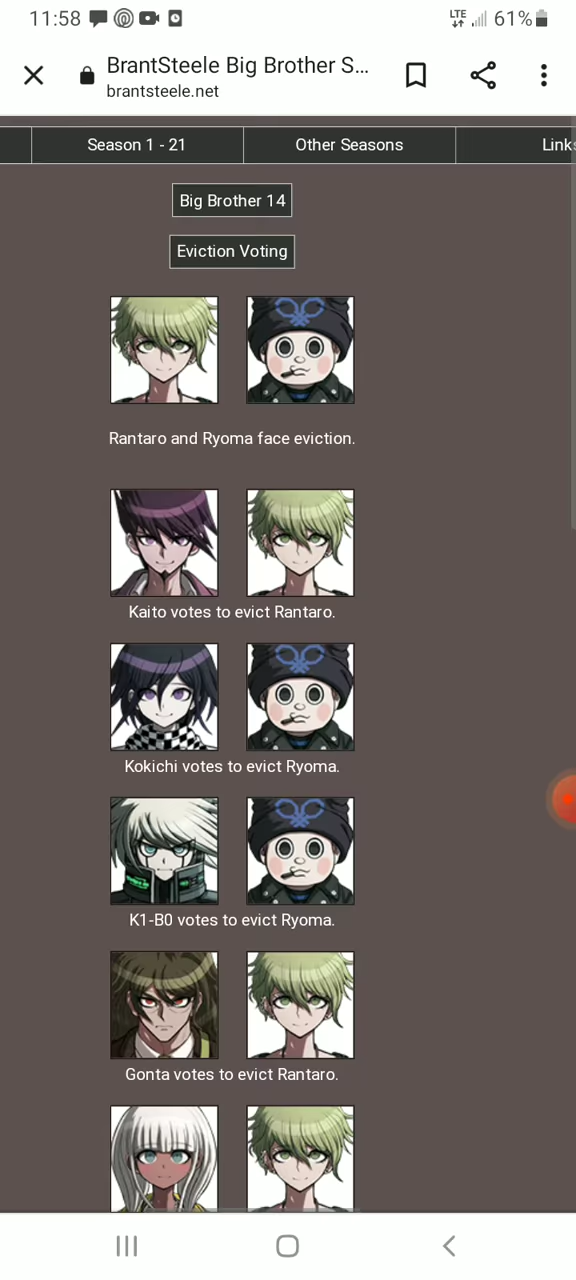 11:58
LTE
61%
BrantSteele Big Brother S...
brantsteele.net
Season 1 - 21
Other Seasons
Link
Big Brother 14
Eviction Voting
Rantaro and Ryoma face eviction.
Kaito votes to evict Rantaro.
Kokichi votes to evict Ryoma.
K1-B0 votes to evict Ryoma.
Gonta votes to evict Rantaro.